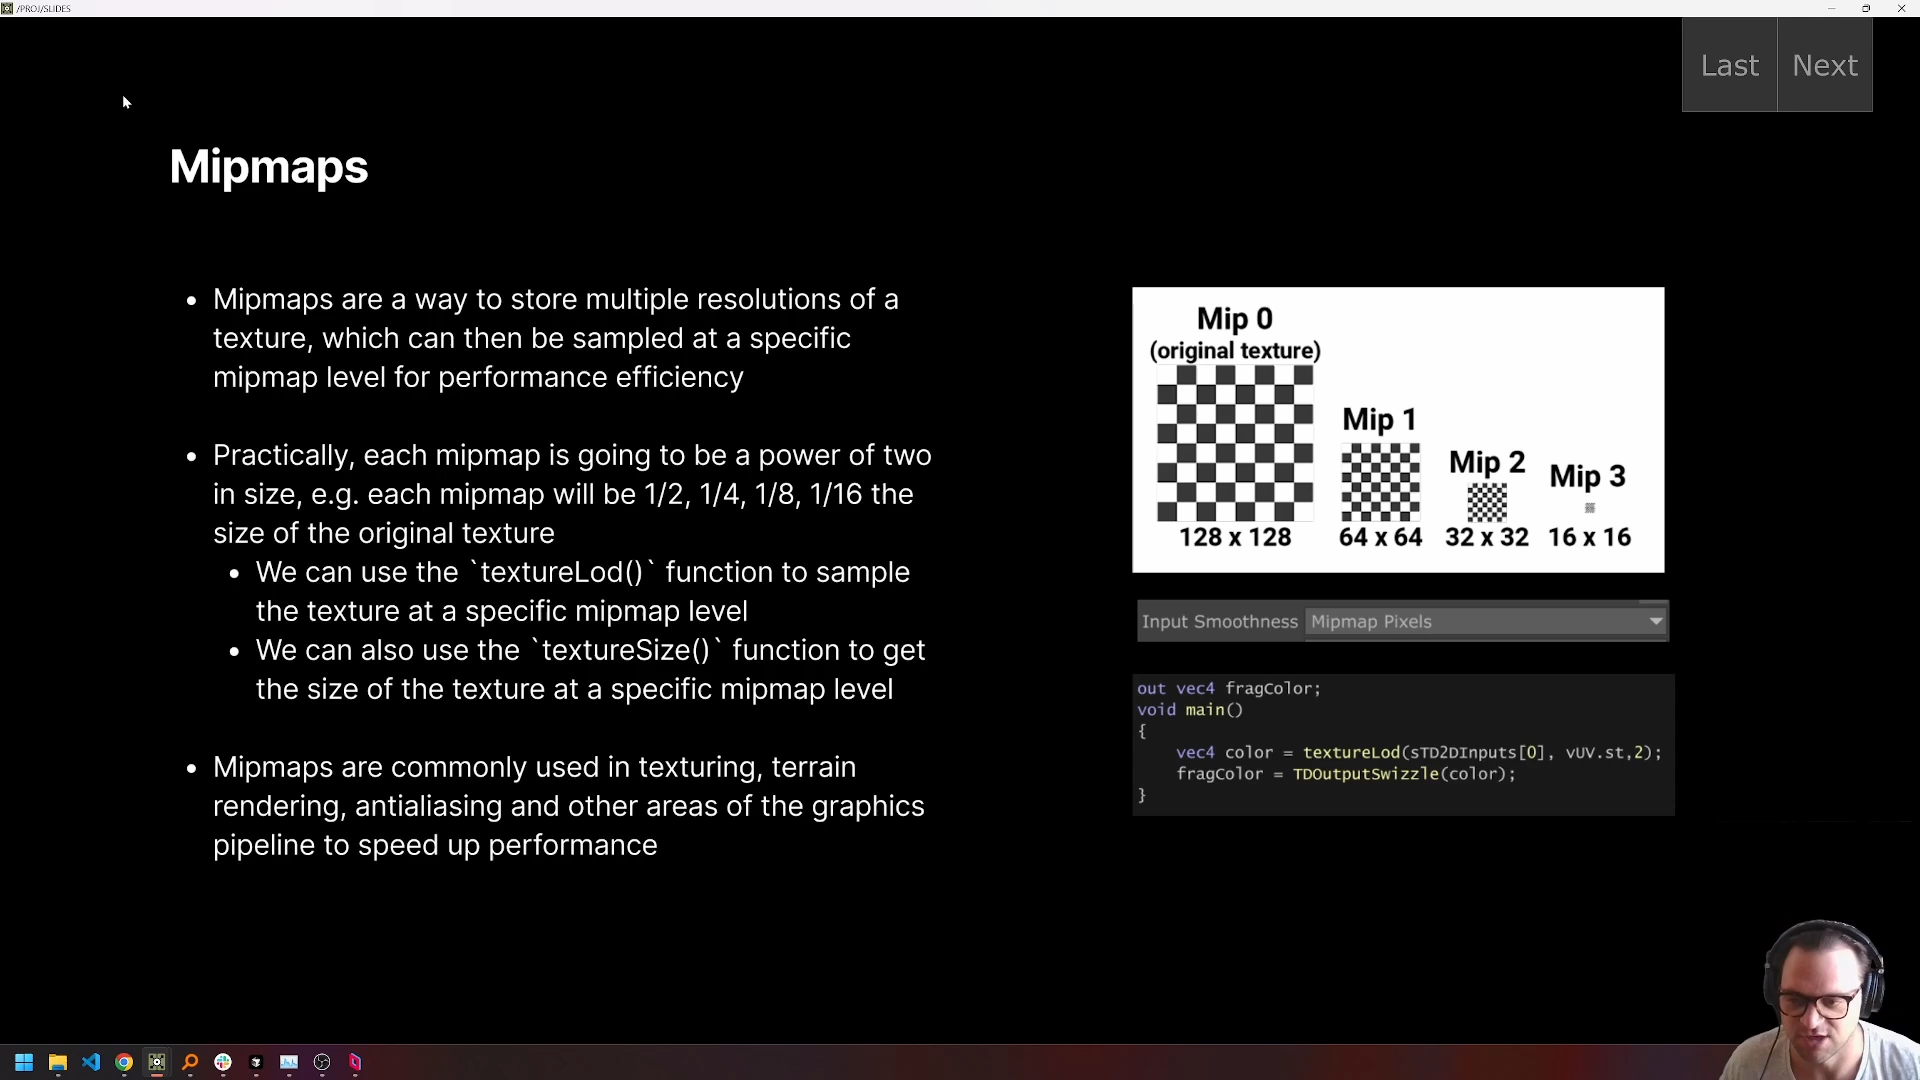 /PROJ/SLIDES
Last
Next
Mipmaps
• Mipmaps are a way to store multiple resolutions of a
texture, which can then be sampled at a specific
mipmap level for performance efficiency
• Practically, each mipmap is going to be a power of two
in size, e.g. each mipmap will be 1/2, 1/4, 1/8, 1/16 the
size of the original texture
• We can use the `textureLod()` function to sample
the texture at a specific mipmap level
• We can also use the `textureSize()` function to get
the size of the texture at a specific mipmap level
• Mipmaps are commonly used in texturing, terrain
rendering, antialiasing and other areas of the graphics
pipeline to speed up performance
Mip 0
(original texture)
128 x 128
Mip 1
64 x 64
Mip 2
32 x 32
Mip 3
16 x 16
Input Smoothness Mipmap Pixels
out vec4 fragColor;
void main()
{
vec4 color = textureLod(sTD2DInputs[0], vUV.st,2);
fragColor = TDOutputSwizzle(color);
}